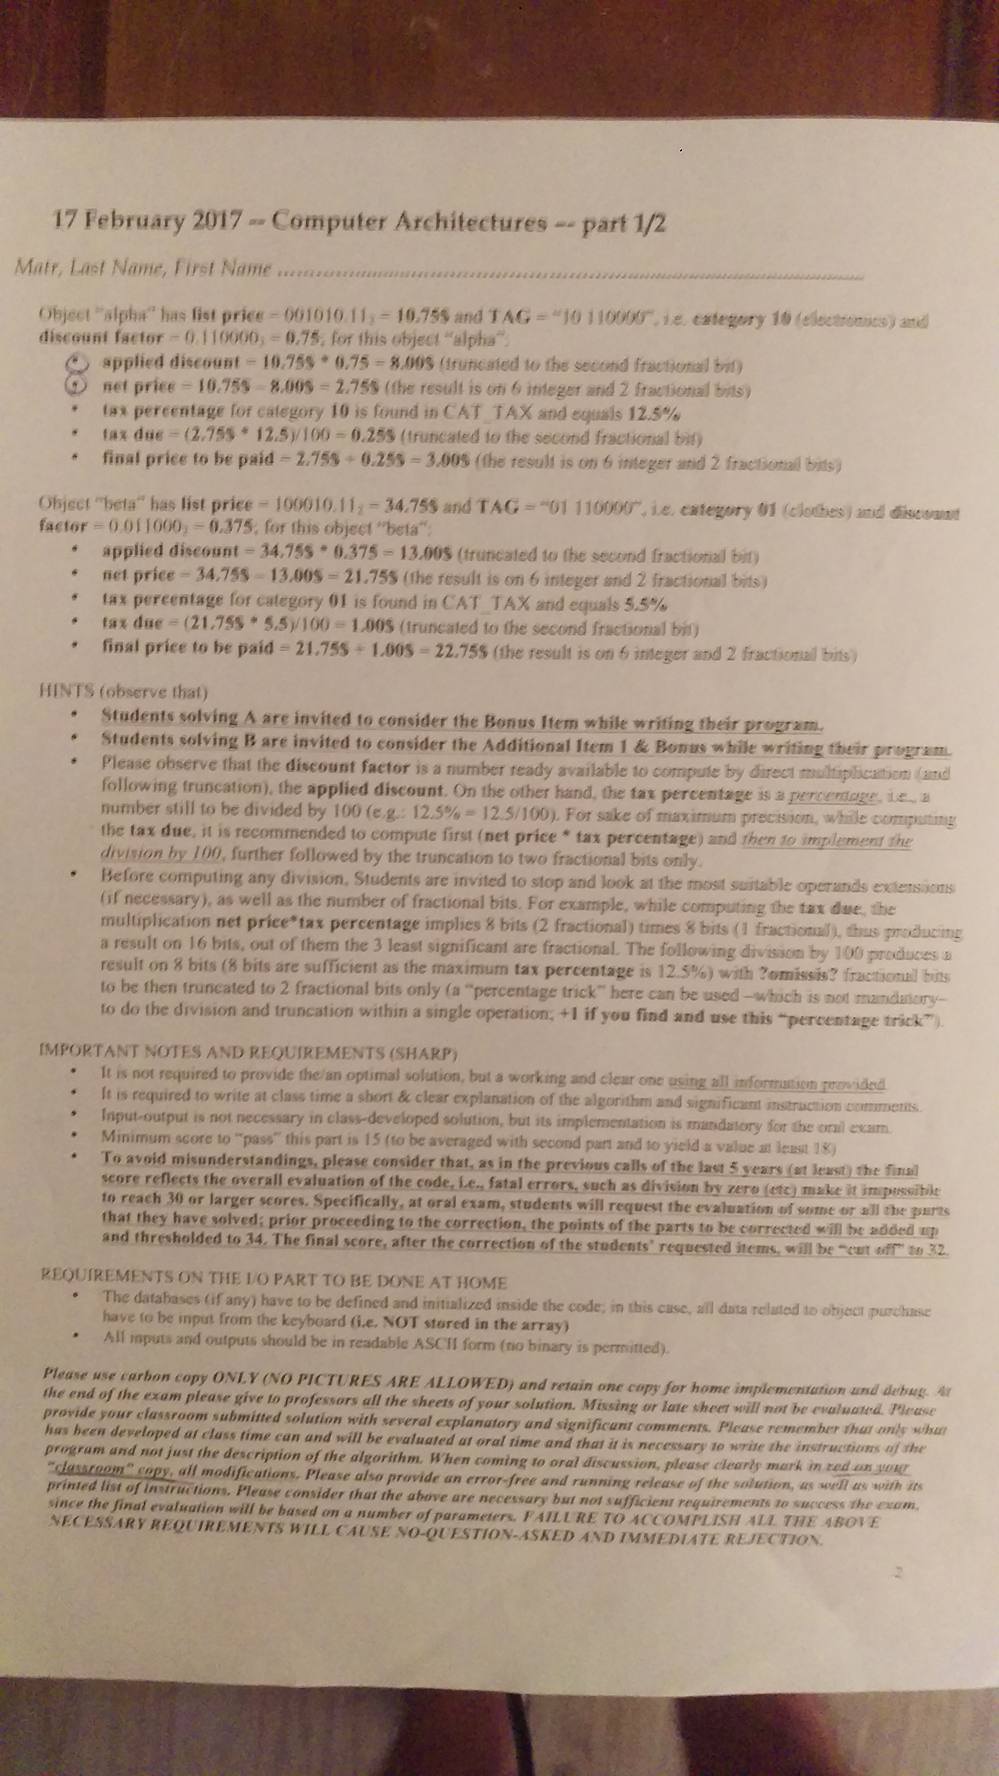 17 February 2017 -- Computer Architectures -- part 1/2
Matr, Last Name, First Name ........................................................................................
Object "alpha" has list price = 001010.11₂ = 10.75$ and TAG = "10 110000", i.e. category 10 (electronics) and
discount factor = 0.110000₂ = 0.75; for this object "alpha":
• applied discount = 10.75$ * 0.75 = 8.00$ (truncated to the second fractional bit)
• net price = 10.75$ - 8.00$ = 2.75$ (the result is on 6 integer and 2 fractional bits)
• tax percentage for category 10 is found in CAT_TAX and equals 12.5%
• tax due = (2.75$ * 12.5)/100 = 0.25$ (truncated to the second fractional bit)
• final price to be paid = 2.75$ + 0.25$ = 3.00$ (the result is on 6 integer and 2 fractional bits)
Object "beta" has list price = 100010.11₂ = 34.75$ and TAG = "01 110000", i.e. category 01 (clothes) and discount
factor = 0.011000₂ = 0.375; for this object "beta":
• applied discount = 34.75$ * 0.375 = 13.00$ (truncated to the second fractional bit)
• net price = 34.75$ - 13.00$ = 21.75$ (the result is on 6 integer and 2 fractional bits)
• tax percentage for category 01 is found in CAT_TAX and equals 5.5%
• tax due = (21.75$ * 5.5)/100 = 1.00$ (truncated to the second fractional bit)
• final price to be paid = 21.75$ + 1.00$ = 22.75$ (the result is on 6 integer and 2 fractional bits)
HINTS (observe that)
• Students solving A are invited to consider the Bonus Item while writing their program.
• Students solving B are invited to consider the Additional Item 1 & Bonus while writing their program.
• Please observe that the discount factor is a number ready available to compute by direct multiplication (and
following truncation), the applied discount. On the other hand, the tax percentage is a percentage, i.e., a
number still to be divided by 100 (e.g.: 12.5% = 12.5/100). For sake of maximum precision, while computing
the tax due, it is recommended to compute first (net price * tax percentage) and then to implement the
division by 100, further followed by the truncation to two fractional bits only.
• Before computing any division, Students are invited to stop and look at the most suitable operands extensions
(if necessary), as well as the number of fractional bits. For example, while computing the tax due, the
multiplication net price*tax percentage implies 8 bits (2 fractional) times 8 bits (1 fractional), thus producing
a result on 16 bits, out of them the 3 least significant are fractional. The following division by 100 produces a
result on 8 bits (8 bits are sufficient as the maximum tax percentage is 12.5%) with ?omissis? fractional bits
to be then truncated to 2 fractional bits only (a "percentage trick" here can be used –which is not mandatory–
to do the division and truncation within a single operation; +1 if you find and use this "percentage trick").
IMPORTANT NOTES AND REQUIREMENTS (SHARP)
• It is not required to provide the/an optimal solution, but a working and clear one using all information provided.
• It is required to write at class time a short & clear explanation of the algorithm and significant instruction comments.
• Input-output is not necessary in class-developed solution, but its implementation is mandatory for the oral exam.
• Minimum score to "pass" this part is 15 (to be averaged with second part and to yield a value at least 18)
• To avoid misunderstandings, please consider that, as in the previous calls of the last 5 years (at least) the final
score reflects the overall evaluation of the code, i.e., fatal errors, such as division by zero (etc) make it impossible
to reach 30 or larger scores. Specifically, at oral exam, students will request the evaluation of some or all the parts
that they have solved; prior proceeding to the correction, the points of the parts to be corrected will be added up
and thresholded to 34. The final score, after the correction of the students' requested items, will be "cut off" to 32.
REQUIREMENTS ON THE I/O PART TO BE DONE AT HOME
• The databases (if any) have to be defined and initialized inside the code; in this case, all data related to object purchase
have to be input from the keyboard (i.e. NOT stored in the array)
• All inputs and outputs should be in readable ASCII form (no binary is permitted).
Please use carbon copy ONLY (NO PICTURES ARE ALLOWED) and retain one copy for home implementation and debug. At
the end of the exam please give to professors all the sheets of your solution. Missing or late sheet will not be evaluated. Please
provide your classroom submitted solution with several explanatory and significant comments. Please remember that only what
has been developed at class time can and will be evaluated at oral time and that it is necessary to write the instructions of the
program and not just the description of the algorithm. When coming to oral discussion, please clearly mark in red on your
"classroom" copy, all modifications. Please also provide an error-free and running release of the solution, as well as with its
printed list of instructions. Please consider that the above are necessary but not sufficient requirements to success the exam,
since the final evaluation will be based on a number of parameters. FAILURE TO ACCOMPLISH ALL THE ABOVE
NECESSARY REQUIREMENTS WILL CAUSE NO-QUESTION-ASKED AND IMMEDIATE REJECTION.
2